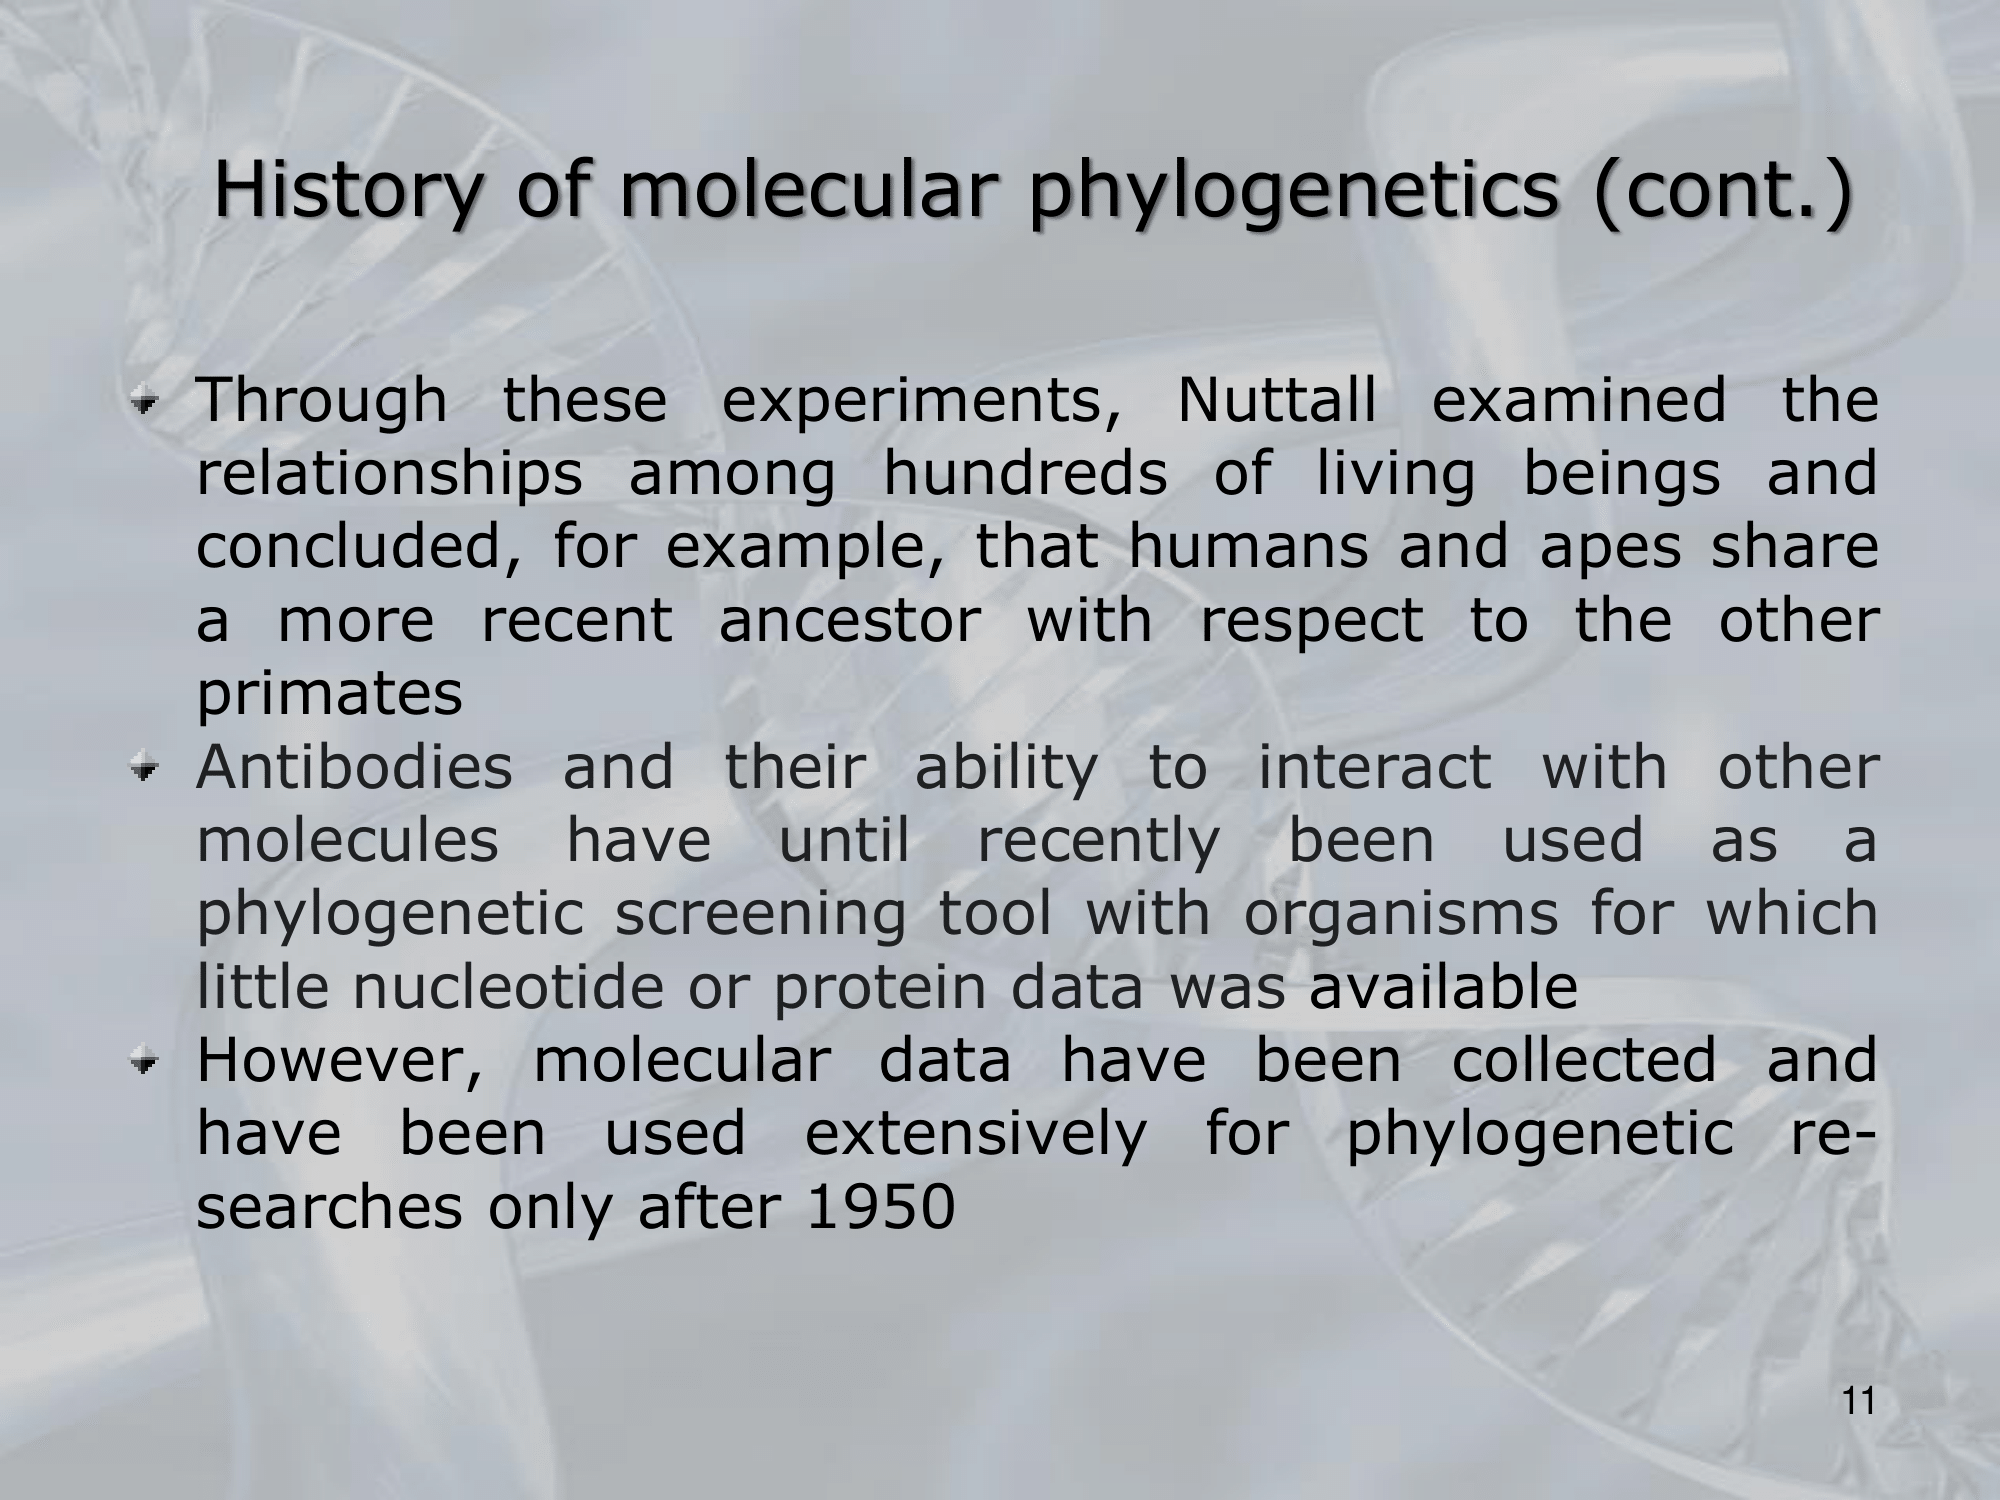 History of molecular phylogenetics (cont.)
Through these experiments, Nuttall examined the
relationships among hundreds of living beings and
concluded, for example, that humans and apes share
a more recent ancestor with respect to the other
primates
Antibodies and their ability to interact with other
molecules have until recently been used as a
phylogenetic screening tool with organisms for which
little nucleotide or protein data was available
However, molecular data have been collected and
have been used extensively for phylogenetic re-
searches only after 1950
11